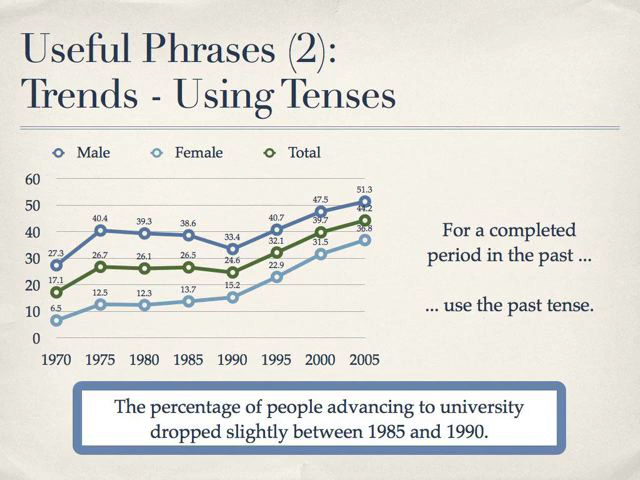 Useful Phrases (2):
Trends - Using Tenses
Male Female Total
60
50
40
30
20
10
0
27.3 40.4 39.3 38.6 33.4 40.7 47.5 51.3
17.1 26.7 26.1 26.5 24.6 32.1 39.7 44.2
6.5 12.5 12.3 13.7 15.2 22.9 31.5 36.8
1970 1975 1980 1985 1990 1995 2000 2005
For a completed
period in the past ...
... use the past tense.
The percentage of people advancing to university
dropped slightly between 1985 and 1990.